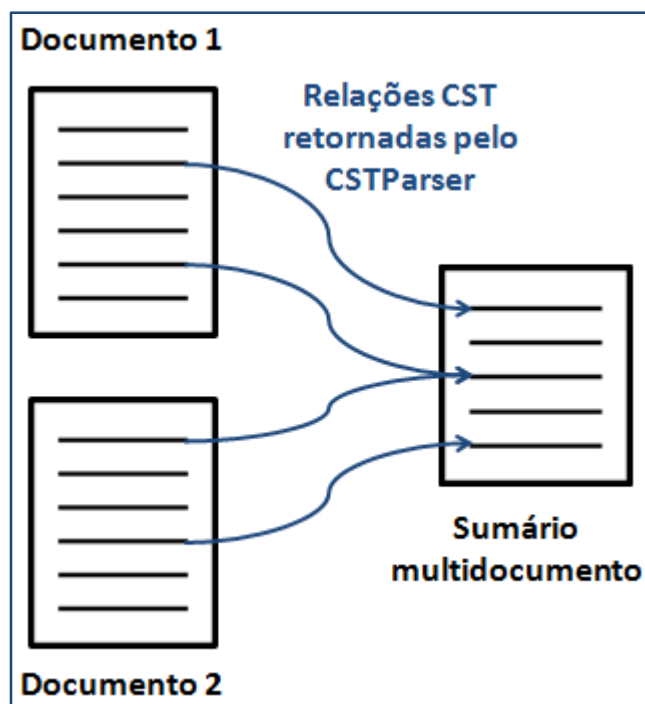 Documento 1
Relações CST
retornadas pelo
CSTParser
Sumário
multidocumento
Documento 2